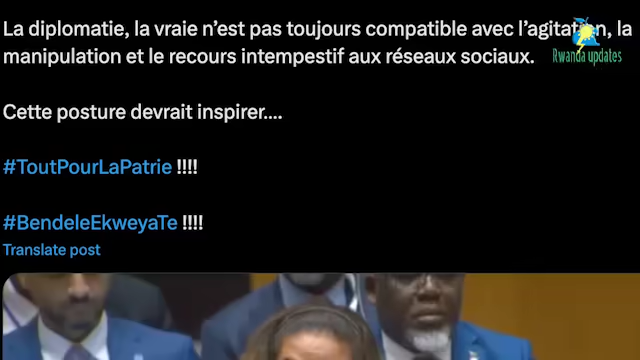 La diplomatie, la vraie n’est pas toujours compatible avec l’agitation, la
manipulation et le recours intempestif aux réseaux sociaux.
Rwanda updates
Cette posture devrait inspirer....
#ToutPourLaPatrie !!!!
#BendeleEkweyaTe !!!!
Translate post